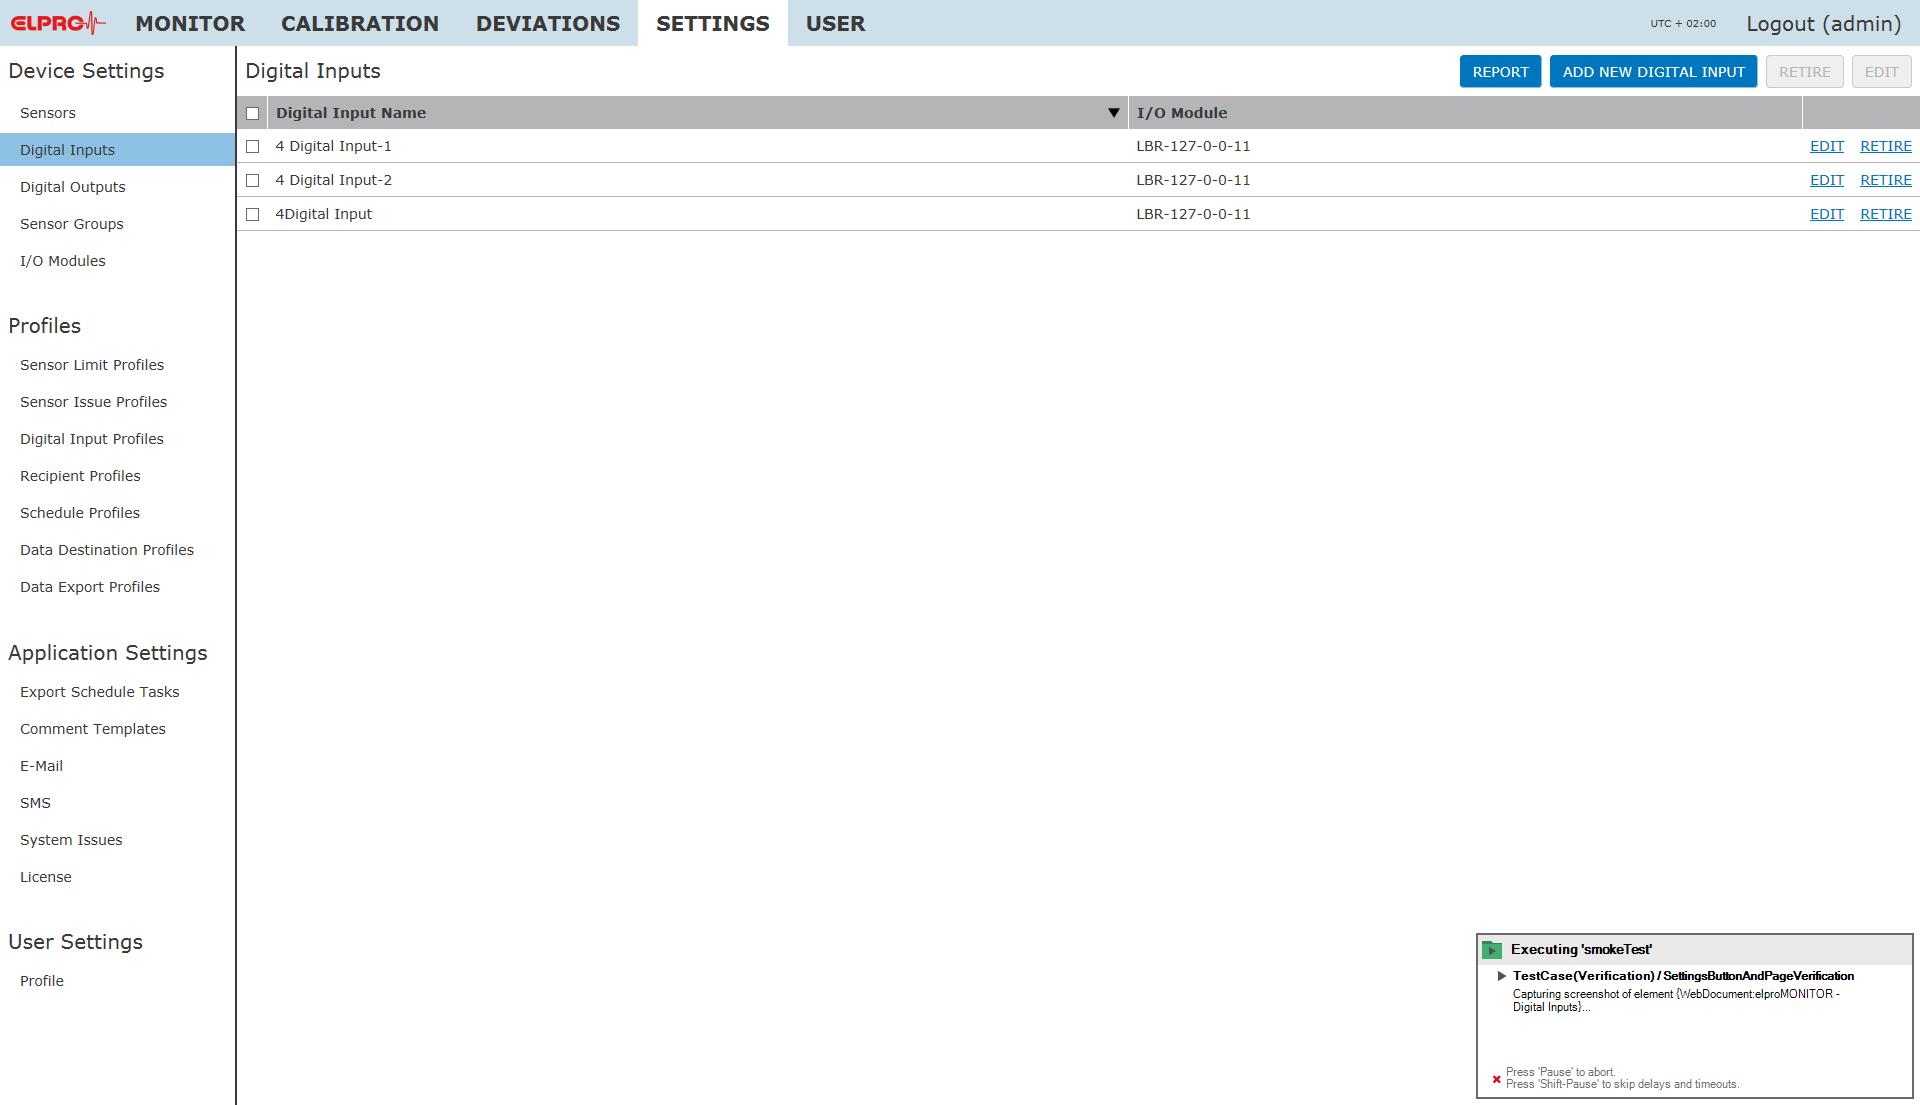 ELPRO MONITOR CALIBRATION DEVIATIONS SETTINGS USER UTC + 02:00 Logout (admin)
Device Settings
Sensors
Digital Inputs
Digital Outputs
Sensor Groups
I/O Modules
Profiles
Sensor Limit Profiles
Sensor Issue Profiles
Digital Input Profiles
Recipient Profiles
Schedule Profiles
Data Destination Profiles
Data Export Profiles
Application Settings
Export Schedule Tasks
Comment Templates
E-Mail
SMS
System Issues
License
User Settings
Profile
Digital Inputs REPORT ADD NEW DIGITAL INPUT RETIRE EDIT
Digital Input Name I/O Module
4 Digital Input-1 LBR-127-0-0-11 EDIT RETIRE
4 Digital Input-2 LBR-127-0-0-11 EDIT RETIRE
4Digital Input LBR-127-0-0-11 EDIT RETIRE
Executing 'smokeTest'
TestCase(Verification) / SettingsButtonAndPageVerification
Capturing screenshot of element {WebDocument:elproMONITOR -
Digital Inputs}...
Press 'Pause' to abort.
Press 'Shift-Pause' to skip delays and timeouts.